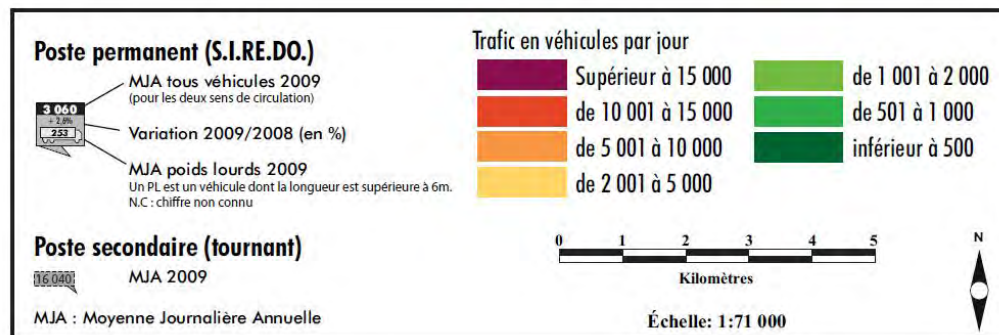 Poste permanent (S.I.RE.DO.)
MJA tous véhicules 2009
(pour les deux sens de circulation)
3 060
+ 2,8%
253
Variation 2009/2008 (en %)
MJA poids lourds 2009
Un PL est un véhicule dont la longueur est supérieure à 6m.
N.C : chiffre non connu
Poste secondaire (tournant)
16 040
MJA 2009
MJA : Moyenne Journalière Annuelle
Trafic en véhicules par jour
Supérieur à 15 000
de 10 001 à 15 000
de 5 001 à 10 000
de 2 001 à 5 000
de 1 001 à 2 000
de 501 à 1 000
inférieur à 500
0 1 2 3 4 5
Kilomètres
Échelle: 1:71 000
N